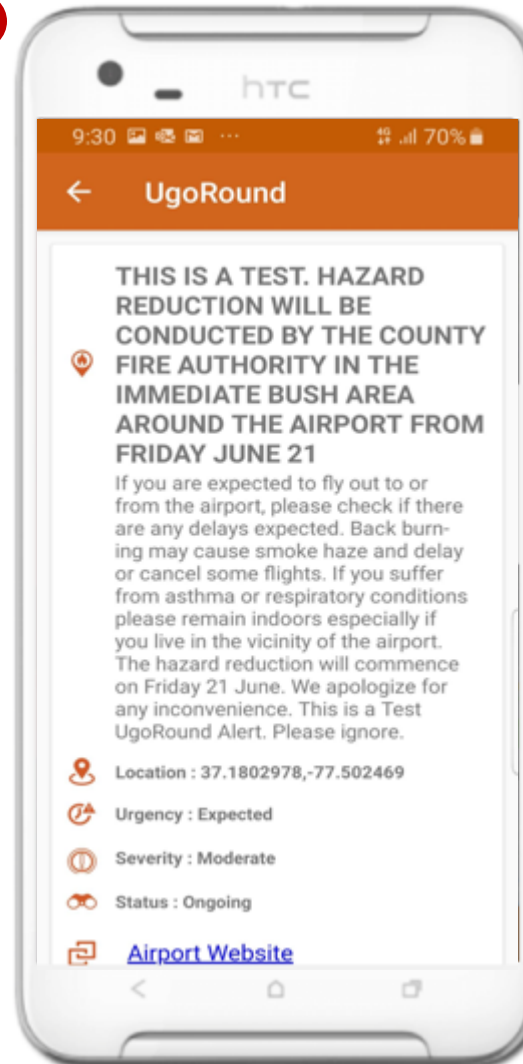 hTC
9:30 ... 4G 70%
UgoRound
THIS IS A TEST. HAZARD
REDUCTION WILL BE
CONDUCTED BY THE COUNTY
FIRE AUTHORITY IN THE
IMMEDIATE BUSH AREA
AROUND THE AIRPORT FROM
FRIDAY JUNE 21
If you are expected to fly out to or
from the airport, please check if there
are any delays expected. Back burn-
ing may cause smoke haze and delay
or cancel some flights. If you suffer
from asthma or respiratory conditions
please remain indoors especially if
you live in the vicinity of the airport.
The hazard reduction will commence
on Friday 21 June. We apologize for
any inconvenience. This is a Test
UgoRound Alert. Please ignore.
Location : 37.1802978,-77.502469
Urgency : Expected
Severity : Moderate
Status : Ongoing
Airport Website